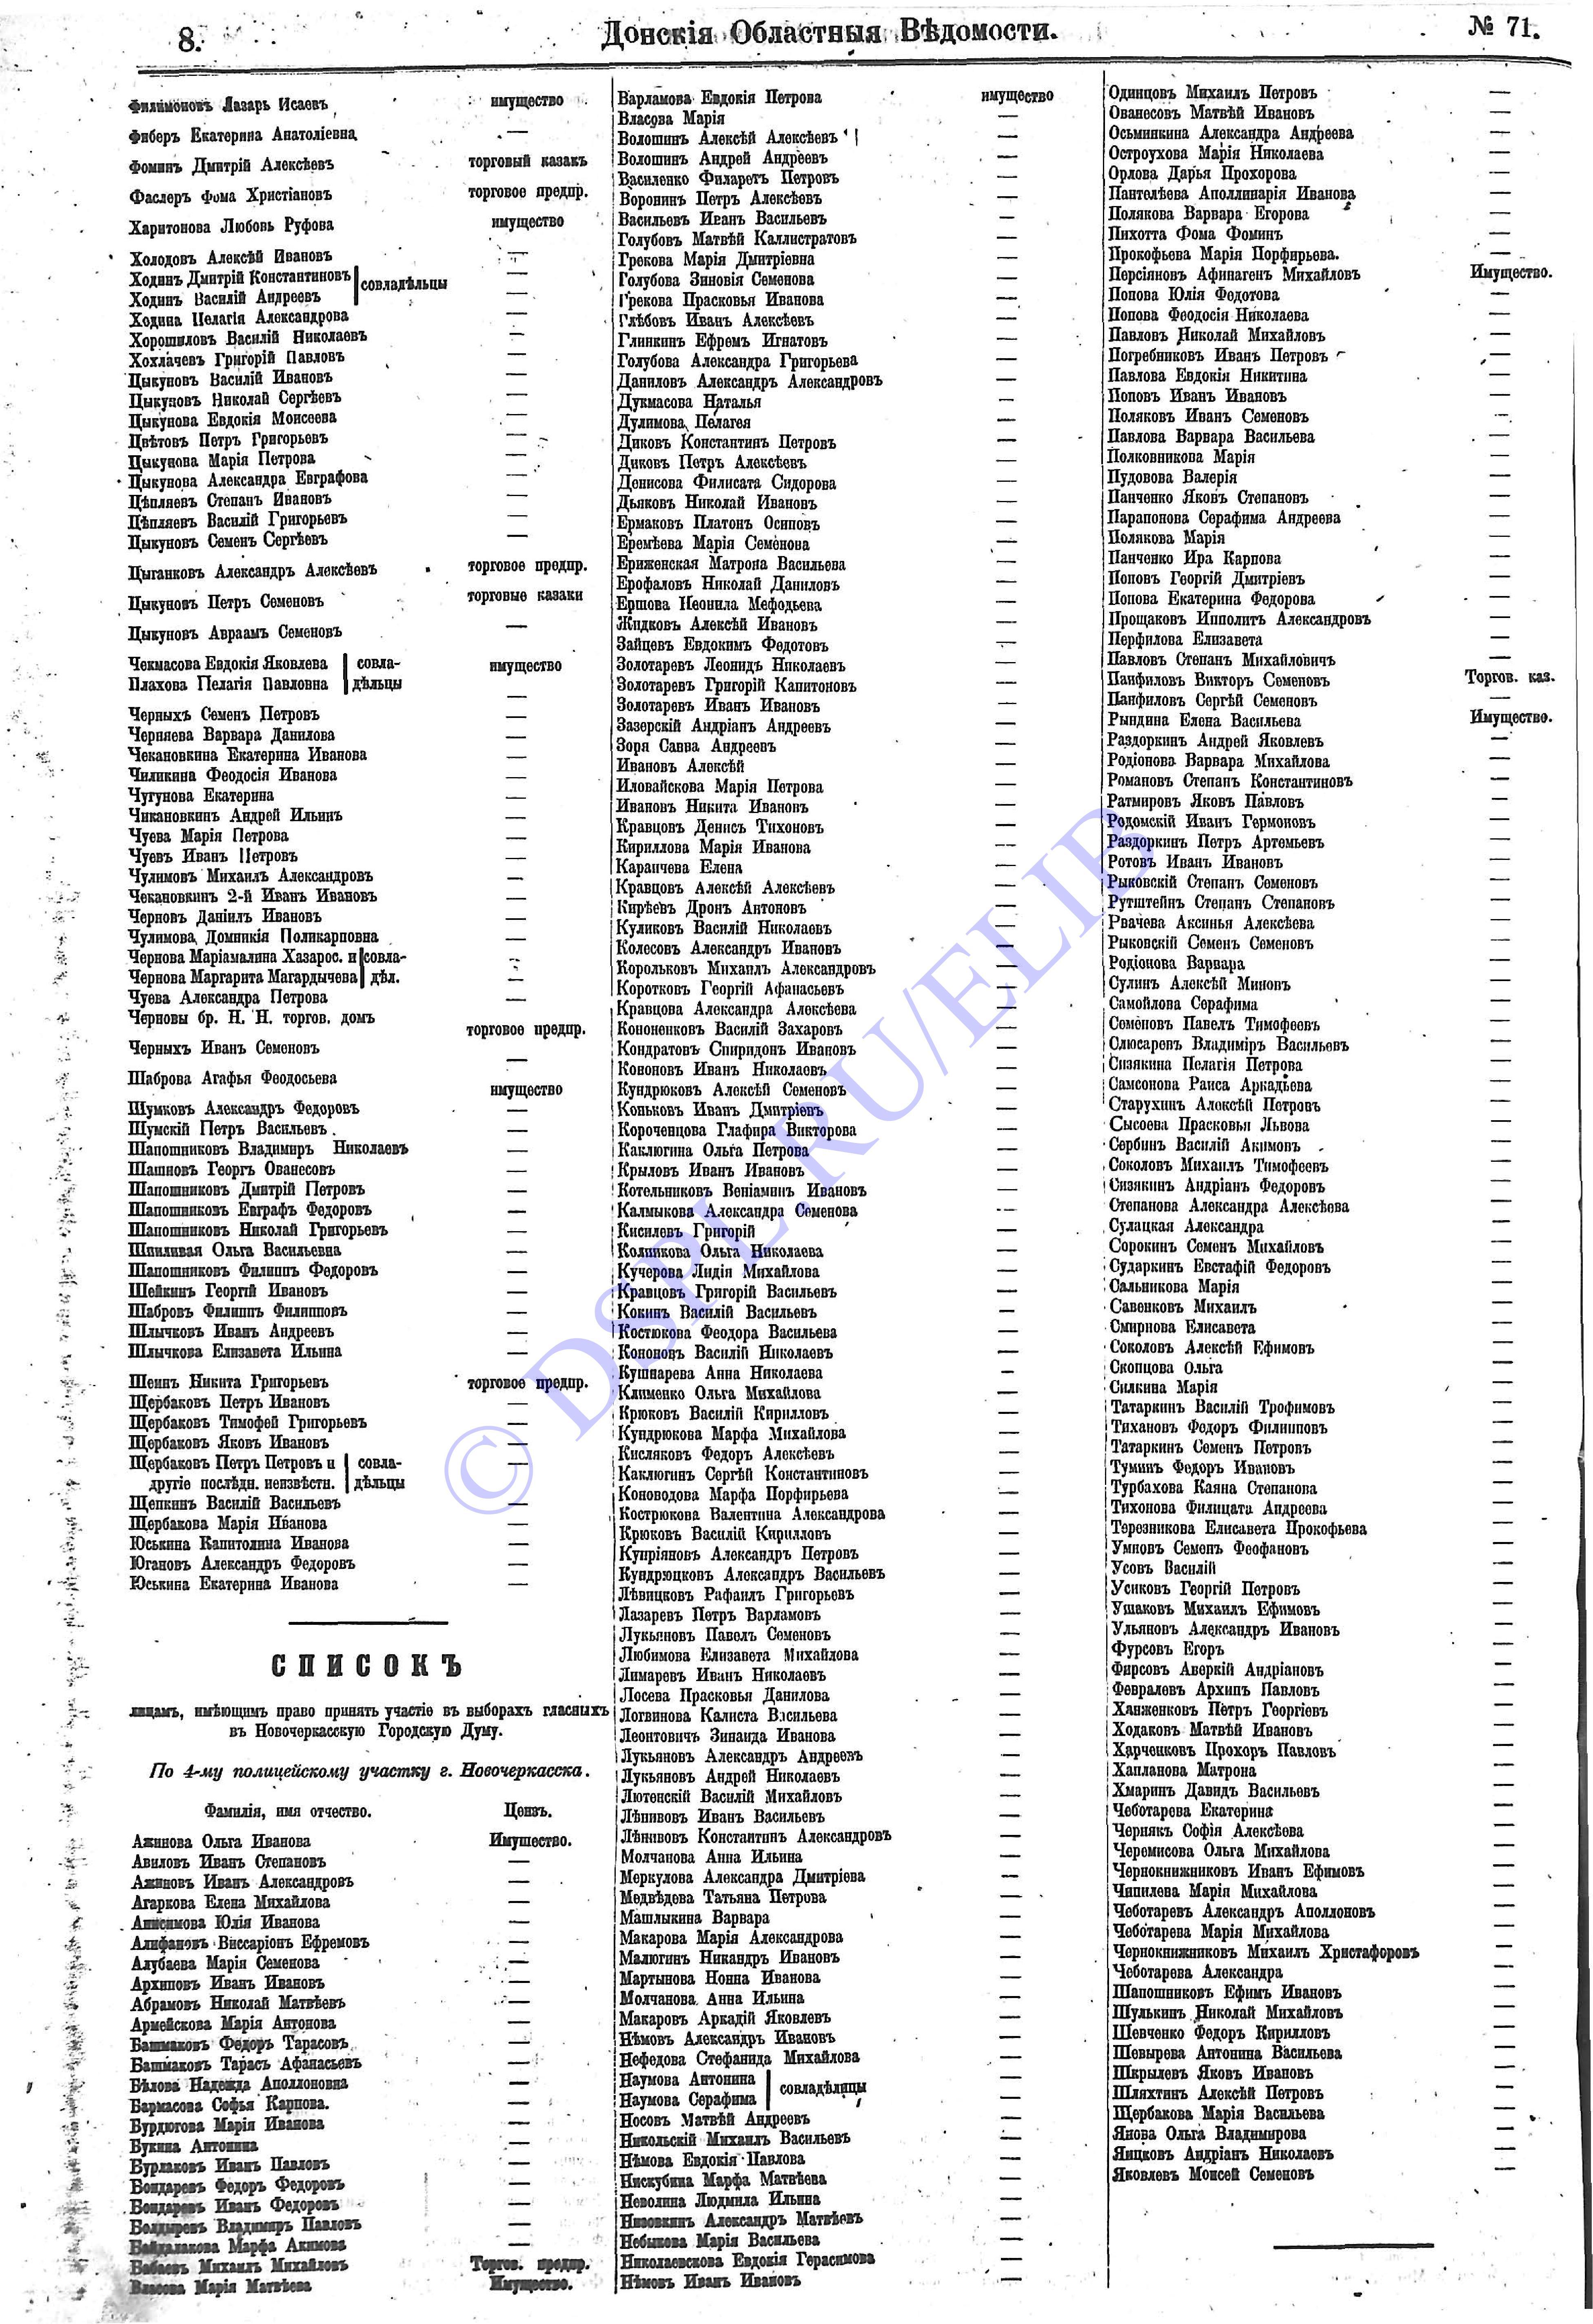 8.
Донскія Областныя Вѣдомости.
№ 71.
Филимоновъ Лазарь Исаевъ имущество
Фиберъ Екатерина Анатоліевна —
Фоминъ Дмитрій Алексѣевъ торговый казакъ
Фаслеръ Фома Христіановъ торговое предпр.
Харитонова Любовь Руфова имущество
Холодовъ Алексѣй Ивановъ —
Ходинъ Дмитрій Константиновъ совладѣльцы —
Ходинъ Василій Андреевъ —
Ходина Пелагія Александрова —
Хорошиловъ Василій Николаевъ —
Хохлачевъ Григорій Павловъ —
Цыкуновъ Василій Ивановъ —
Цыкуновъ Николай Сергѣевъ —
Цыкунова Евдокія Моисеева —
Цвѣтовъ Петръ Григорьевъ —
Цыкунова Марія Петрова —
Цыкунова Александра Евграфова —
Цѣпляевъ Степанъ Ивановъ —
Цѣпляевъ Василій Григорьевъ —
Цыкуновъ Семенъ Сергѣевъ —
Цыганковъ Александръ Алексѣевъ торговое предпр.
Цыкуновъ Петръ Семеновъ торговые казаки
Цыкуновъ Авраамъ Семеновъ —
Чекмасова Евдокія Яковлева совла- имущество
Плахова Пелагія Павловна дѣльцы —
Черныхъ Семенъ Петровъ —
Черняева Варвара Данилова —
Чекановкина Екатерина Иванова —
Чиликина Феодосія Иванова —
Чугунова Екатерина —
Чикановкинъ Андрей Ильинъ —
Чуева Марія Петрова —
Чуевъ Иванъ Петровъ —
Чулимовъ Михаилъ Александровъ —
Чекановкинъ 2-й Иванъ Ивановъ —
Черновъ Даніилъ Ивановъ —
Чулимова Домникія Поликарповна —
Чернова Маріамалина Хазарос. и совла- —
Чернова Маргарита Магардычева дѣл. —
Чуева Александра Петрова —
Черновы бр. Н. Н. торгов. домъ торговое предпр.
Черныхъ Иванъ Семеновъ —
Шаброва Агафья Феодосьева имущество
Шумковъ Александръ Федоровъ —
Шумскій Петръ Васильевъ. —
Шапошниковъ Владимиръ Николаевъ —
Шашновъ Георгъ Ованесовъ —
Шапошниковъ Дмитрій Петровъ —
Шапошниковъ Евграфъ Федоровъ —
Шапошниковъ Николай Григорьевъ —
Шпиливая Ольга Васильевна —
Шапошниковъ Филиппъ Федоровъ —
Шейкинъ Георгій Ивановъ —
Шабровъ Филиппъ Филипповъ —
Шлычковъ Иванъ Андреевъ —
Шлычкова Елизавета Ильина —
Шеинъ Никита Григорьевъ торговое предпр.
Щербаковъ Петръ Ивановъ —
Щербаковъ Тимофей Григорьевъ —
Щербаковъ Яковъ Ивановъ —
Щербаковъ Петръ Петровъ и совла- —
другіе послѣдн. неизвѣстн. дѣльцы
Щепкинъ Василій Васильевъ —
Щербакова Марія Иванова —
Юськина Капитолина Иванова —
Югановъ Александръ Федоровъ —
Юськина Екатерина Иванова —
СПИСОКЪ
лицамъ, имѣющимъ право принять участіе въ выборахъ гласныхъ
въ Новочеркасскую Городскую Думу.
По 4-му полицейскому участку г. Новочеркасска.
Фамилія, имя отчество. Цензъ.
Ажинова Ольга Иванова Имущество.
Авиловъ Иванъ Степановъ —
Ажиновъ Иванъ Александровъ —
Агаркова Елена Михайлова —
Анисимова Юлія Иванова —
Алифановъ Виссаріонъ Ефремовъ —
Алубаева Марія Семенова —
Архиповъ Иванъ Ивановъ —
Абрамовъ Николай Матвѣевъ —
Армейскова Марія Антонова —
Башмаковъ Федоръ Тарасовъ —
Башмаковъ Тарасъ Афанасьевъ —
Бѣлова Надежда Аполлоновна —
Бармасова Софья Карпова. —
Бурдюгова Марія Иванова —
Букина Антонина —
Бурлаковъ Иванъ Павловъ —
Бондаревъ Федоръ Федоровъ —
Бондаревъ Иванъ Федоровъ —
Болдыревъ Владимиръ Павловъ —
Байдалакова Марфа Акимова —
Бабаевъ Михаилъ Михайловъ Торгов. предпр.
Власова Марія Матвѣева Имущество.
Варламова Евдокія Петрова имущество
Власова Марія —
Волошинъ Алексѣй Алексѣевъ —
Волошинъ Андрей Андреевъ —
Василенко Филаретъ Петровъ —
Воронинъ Петръ Алексѣевъ —
Васильевъ Иванъ Васильевъ —
Голубовъ Матвѣй Каллистратовъ —
Грекова Марія Дмитріевна —
Голубова Зиновія Семенова —
Грекова Прасковья Иванова —
Глѣбовъ Иванъ Алексѣевъ —
Глинкинъ Ефремъ Игнатовъ —
Голубова Александра Григорьева —
Даниловъ Александръ Александровъ —
Дукмасова Наталья —
Дулимова Пелагея —
Диковъ Константинъ Петровъ —
Диковъ Петръ Алексѣевъ —
Денисова Филисата Сидорова —
Дьяковъ Николай Ивановъ —
Ермаковъ Платонъ Осиповъ —
Еремѣева Марія Семенова —
Ериженская Матрона Васильева —
Ерофаловъ Николай Даниловъ —
Ершова Неонила Мефодьева —
Жидковъ Алексѣй Ивановъ —
Зайцевъ Евдокимъ Федотовъ —
Золотаревъ Леонидъ Николаевъ —
Золотаревъ Григорій Капитоновъ —
Золотаревъ Иванъ Ивановъ —
Зазерскій Андріанъ Андреевъ —
Зоря Савва Андреевъ —
Ивановъ Алексѣй —
Иловайскова Марія Петрова —
Ивановъ Никита Ивановъ —
Кравцовъ Денисъ Тихоновъ —
Кириллова Марія Иванова —
Карапчева Елена —
Кравцовъ Алексѣй Алексѣевъ —
Кирѣевъ Дронъ Антоновъ —
Куликовъ Василій Николаевъ —
Колесовъ Александръ Ивановъ —
Корольковъ Михаилъ Александровъ —
Коротковъ Георгій Афанасьевъ —
Кравцова Александра Алексѣева —
Кононенковъ Василій Захаровъ —
Кондратовъ Спиридонъ Ивановъ —
Кононовъ Иванъ Николаевъ —
Кундрюковъ Алексѣй Семеновъ —
Коньковъ Иванъ Дмитріевъ —
Короченцова Глафира Викторова —
Каклюгина Ольга Петрова —
Крыловъ Иванъ Ивановъ —
Котельниковъ Веніаминъ Ивановъ —
Калмыкова Александра Семенова —
Кисилевъ Григорій —
Колпикова Ольга Николаева —
Кучерова Лидія Михайлова —
Кравцовъ Григорій Васильевъ —
Кокинъ Василій Васильевъ —
Костюкова Феодора Васильева —
Кононовъ Василій Николаевъ —
Кушнарева Анна Николаева —
Клименко Ольга Михайлова —
Крюковъ Василій Кирилловъ —
Кундрюкова Марфа Михайлова —
Кисляковъ Федоръ Алексѣевъ —
Каклюгинъ Сергѣй Константиновъ —
Коноводова Марфа Порфирьева —
Кострюкова Валентина Александрова —
Крюковъ Василій Кирилловъ —
Купріяновъ Александръ Петровъ —
Кундрюцковъ Александръ Васильевъ —
Лѣвицковъ Рафаилъ Григорьевъ —
Лазаревъ Петръ Варламовъ —
Лукьяновъ Павелъ Семеновъ —
Любимова Елизавета Михайлова —
Лимаревъ Иванъ Николаевъ —
Лосева Прасковья Данилова —
Логвинова Калиста Васильева —
Леонтовичъ Зинаида Иванова —
Лукьяновъ Александръ Андреевъ —
Лукьяновъ Андрей Николаевъ —
Лютенскій Василій Михайловъ —
Лѣнивовъ Иванъ Васильевъ —
Лѣнивовъ Константинъ Александровъ —
Молчанова Анна Ильина —
Меркулова Александра Дмитріева —
Медвѣдева Татьяна Петрова —
Машлыкина Варвара —
Макарова Марія Александрова —
Малюгинъ Никандръ Ивановъ —
Мартынова Нонна Иванова —
Молчанова Анна Ильина —
Макаровъ Аркадій Яковлевъ —
Нѣмовъ Александръ Ивановъ —
Нефедова Стефанида Михайлова —
Наумова Антонина совладѣлицы —
Наумова Серафима —
Носовъ Матвѣй Андреевъ —
Никольскій Михаилъ Васильевъ —
Нѣмова Евдокія Павлова —
Нискубина Марфа Матвѣева —
Неволина Людмила Ильина —
Низовкинъ Александръ Матвѣевъ —
Небыкова Марія Васильева —
Николаевскова Евдокія Герасимова —
Нѣмовъ Иванъ Ивановъ —
Одинцовъ Михаилъ Петровъ —
Ованесовъ Матвѣй Ивановъ —
Осьминкина Александра Андреева —
Остроухова Марія Николаева —
Орлова Дарья Прохорова —
Пантелѣева Аполлинарія Иванова —
Полякова Варвара Егорова —
Пихотта Фома Фоминъ —
Прокофьева Марія Порфирьева. —
Персіяновъ Афинагенъ Михайловъ Имущество.
Попова Юлія Федотова —
Попова Феодосія Николаева —
Павловъ Николай Михайловъ —
Погребниковъ Иванъ Петровъ —
Павлова Евдокія Никитина —
Поповъ Иванъ Ивановъ —
Поляковъ Иванъ Семеновъ —
Павлова Варвара Васильева —
Полковникова Марія —
Пудовова Валерія —
Панченко Яковъ Степановъ —
Парапонова Серафима Андреева —
Полякова Марія —
Панченко Ира Карпова —
Поповъ Георгій Дмитріевъ —
Попова Екатерина Федорова —
Прощаковъ Ипполитъ Александровъ —
Перфилова Елизавета —
Павловъ Степанъ Михайловичъ —
Панфиловъ Викторъ Семеновъ Торгов. каз.
Панфиловъ Сергѣй Семеновъ —
Рындина Елена Васильева Имущество.
Раздоркинъ Андрей Яковлевъ —
Родіонова Варвара Михайлова —
Романовъ Степанъ Константиновъ —
Ратмировъ Яковъ Павловъ —
Родомскій Иванъ Гермоновъ —
Раздоркинъ Петръ Артемьевъ —
Ротовъ Иванъ Ивановъ —
Рыковскій Степанъ Семеновъ —
Рутштейнъ Степанъ Степановъ —
Рвачева Аксинья Алексѣева —
Рыковскій Семенъ Семеновъ —
Родіонова Варвара —
Сулинъ Алексѣй Миновъ —
Самойлова Серафима —
Семеновъ Павелъ Тимофеевъ —
Слюсаревъ Владиміръ Васильевъ —
Сизякина Пелагія Петрова —
Самсонова Раиса Аркадьева —
Старухинъ Алексѣй Петровъ —
Сысоева Прасковья Львова —
Сербинъ Василій Акимовъ —
Соколовъ Михаилъ Тимофеевъ —
Сизякинъ Андріанъ Федоровъ —
Степанова Александра Алексѣева —
Сулацкая Александра —
Сорокинъ Семенъ Михайловъ —
Сударкинъ Евстафій Федоровъ —
Сальникова Марія —
Савенковъ Михаилъ —
Смирнова Елисавета —
Соколовъ Алексѣй Ефимовъ —
Скопцова Ольга —
Силкина Марія —
Татаркинъ Василій Трофимовъ —
Тихановъ Федоръ Филипповъ —
Татаркинъ Семенъ Петровъ —
Туминъ Федоръ Ивановъ —
Турбахова Каяна Степанова —
Тихонова Филицата Андреева —
Терезникова Елисавета Прокофьева —
Умновъ Семенъ Феофановъ —
Усовъ Василій —
Усиковъ Георгій Петровъ —
Ушаковъ Михаилъ Ефимовъ —
Ульяновъ Александръ Ивановъ —
Фурсовъ Егоръ —
Фирсовъ Аверкій Андріановъ —
Февралевъ Архипъ Павловъ —
Ханженковъ Петръ Георгіевъ —
Ходаковъ Матвѣй Ивановъ —
Харченковъ Прохоръ Павловъ —
Хапланова Матрона —
Хмаринъ Давидъ Васильевъ —
Чеботарева Екатерина —
Чернякъ Софія Алексѣева —
Черемисова Ольга Михайлова —
Чернокнижниковъ Иванъ Ефимовъ —
Чипилева Марія Михайлова —
Чеботаревъ Александръ Аполлоновъ —
Чеботарева Марія Михайлова —
Чернокнижниковъ Михаилъ Христафоровъ —
Чеботарева Александра —
Шапошниковъ Ефимъ Ивановъ —
Шулькинъ Николай Михайловъ —
Шевченко Федоръ Кирилловъ —
Шевырева Антонина Васильева —
Шкрылевъ Яковъ Ивановъ —
Шляхтинъ Алексѣй Петровъ —
Щербакова Марія Васильева —
Янова Ольга Владимирова —
Яицковъ Андріанъ Николаевъ —
Яковлевъ Моисей Семеновъ —
© DSPL.RU/ELIB